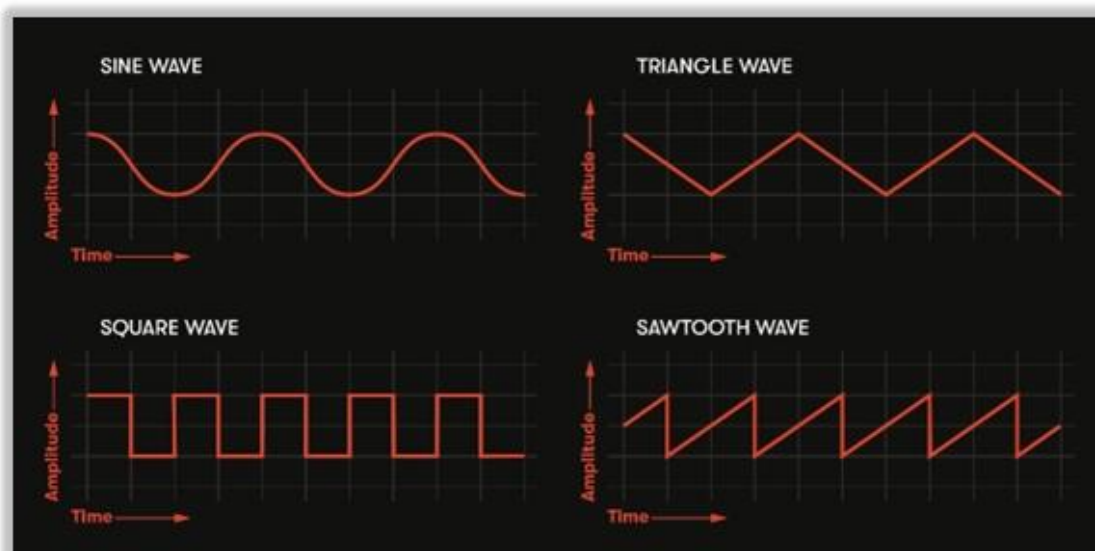 SINE WAVE
Amplitude
Time
TRIANGLE WAVE
Amplitude
Time
SQUARE WAVE
Amplitude
Time
SAWTOOTH WAVE
Amplitude
Time